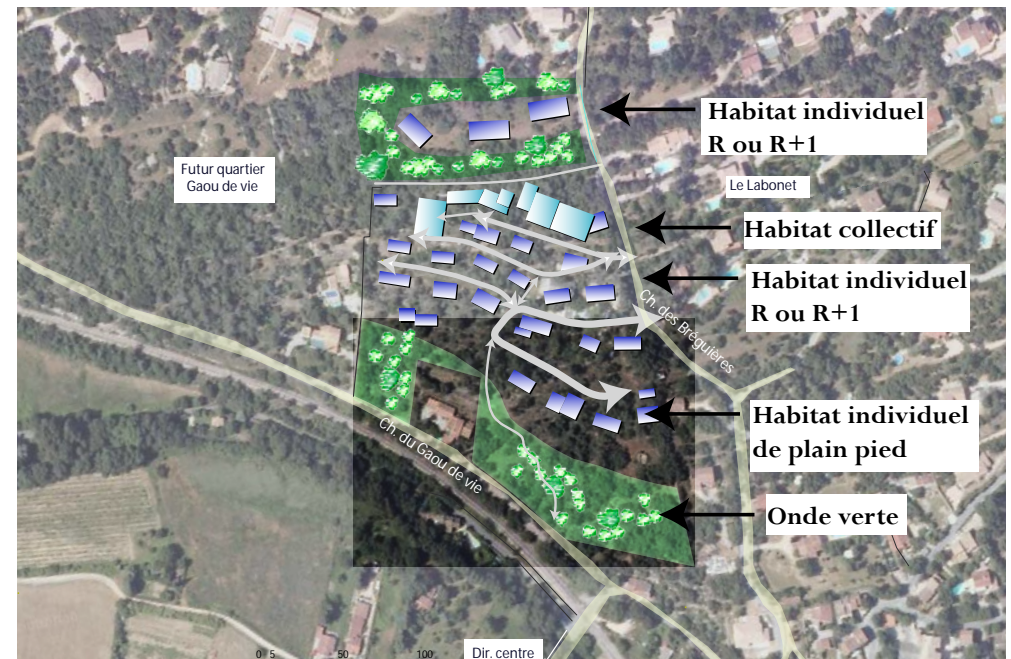 Habitat individuel
R ou R+1
Futur quartier
Gaou de vie
Le Labonet
Habitat collectif
Habitat individuel
R ou R+1
Ch. des Bréguières
Habitat individuel
de plain pied
Ch. du Gaou de vie
Onde verte
0 5 50 100
Dir. centre